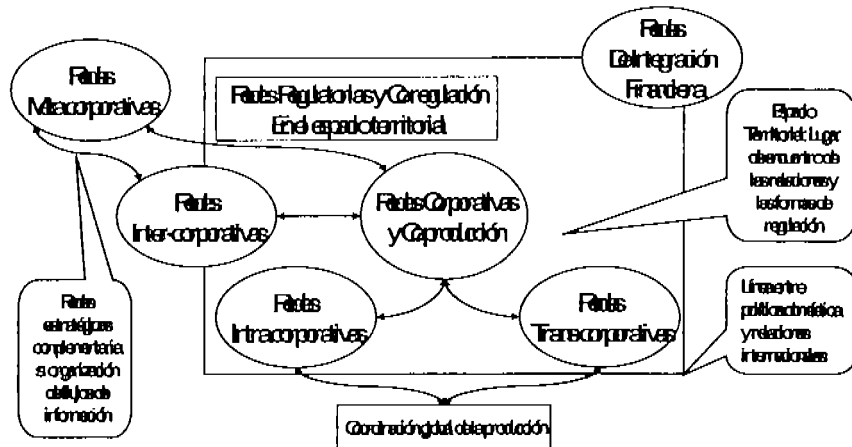 Redes
De Integración
Financiera
Redes
Metacorporativas
Redes Regulatorias y Corregulación
En el espacio territorial
Espacio
Territorial: Lugar
de encuentro de
las relaciones y
las formas de
regulación
Redes
Inter-corporativas
Redes Corporativas
y Coproducción
Redes
Intracorporativas
Redes
Transcorporativas
Línea entre
política doméstica
y relaciones
internacionales
Redes
estratégicas
complementaria
s: organización
de flujos de
información
Coordinación global de la producción